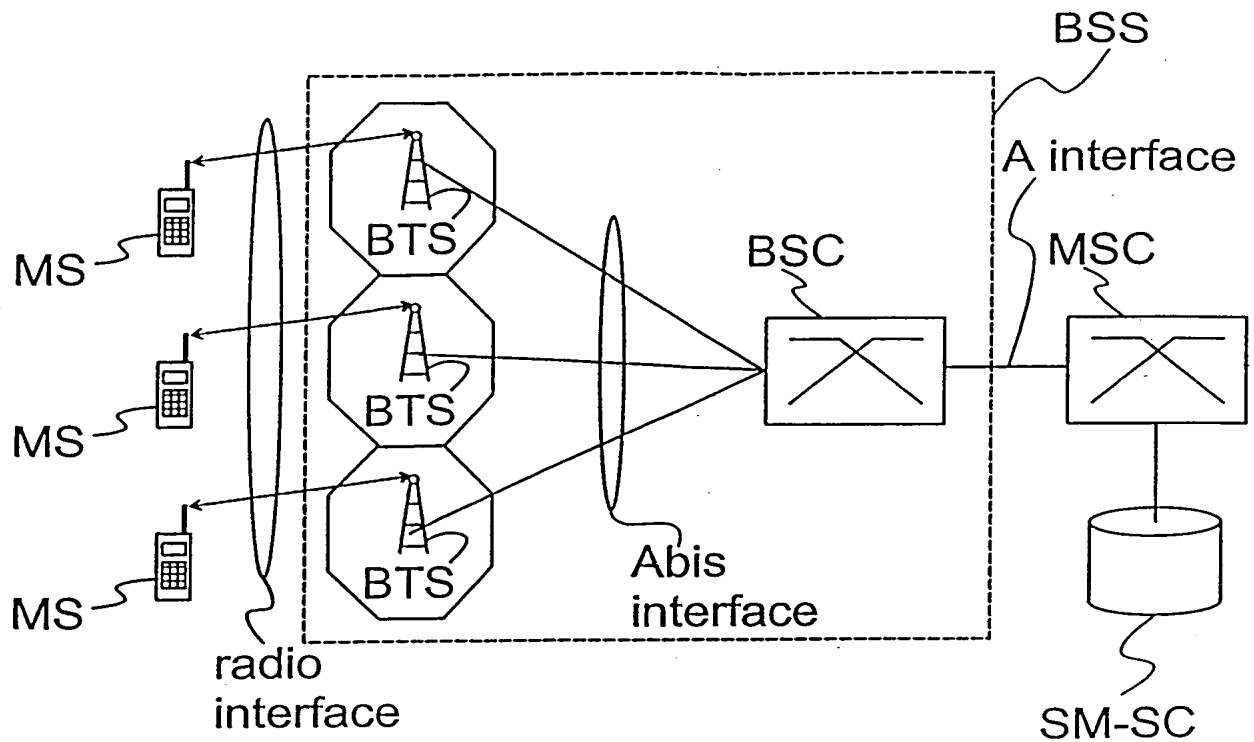 BSS
A interface
BTS
MS
BSC
MSC
BTS
MS
BTS
MS
Abis
interface
radio
interface
SM-SC